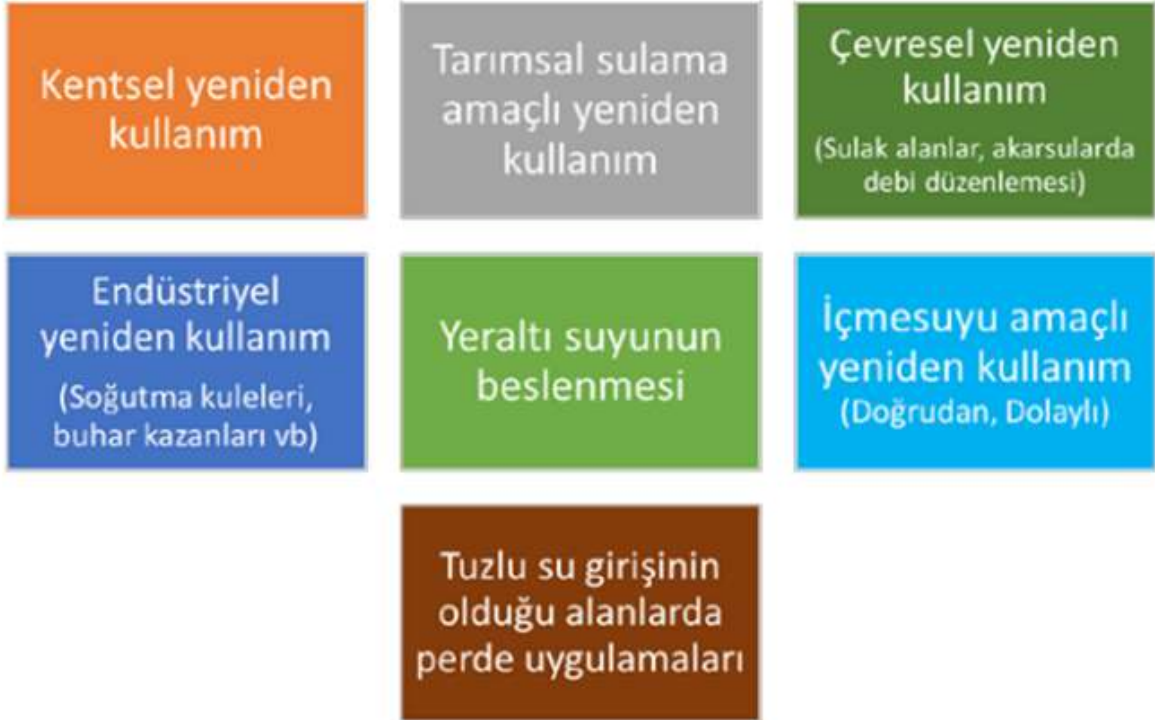 Kentsel yeniden
kullanım
Tarımsal sulama
amaçlı yeniden
kullanım
Çevresel yeniden
kullanım
(Sulak alanlar, akarsularda
debi düzenlemesi)
Endüstriyel
yeniden kullanım
(Soğutma kuleleri,
buhar kazanları vb)
Yeraltı suyunun
beslenmesi
İçmesuyu amaçlı
yeniden kullanım
(Doğrudan, Dolaylı)
Tuzlu su girişinin
olduğu alanlarda
perde uygulamaları